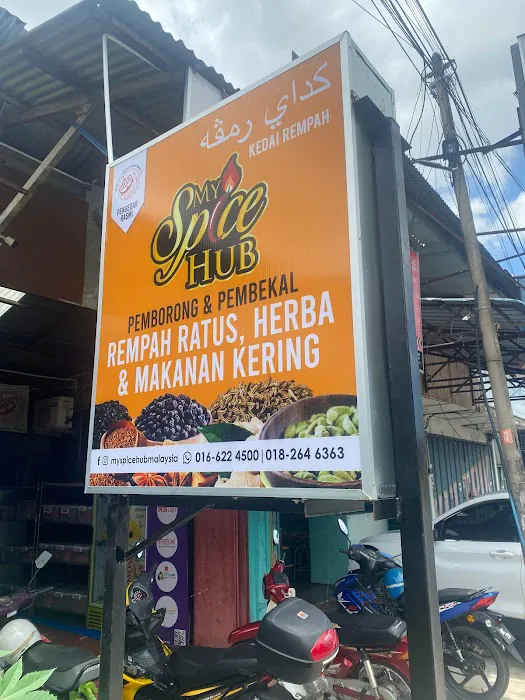 كداي رمڤه
KEDAI REMPAH
PENGEDAR
RASMI
MY
Spice
HUB
PEMBORONG & PEMBEKAL
REMPAH RATUS, HERBA
& MAKANAN KERING
myspicehubmalaysia 016-622 4500 | 018-264 6363